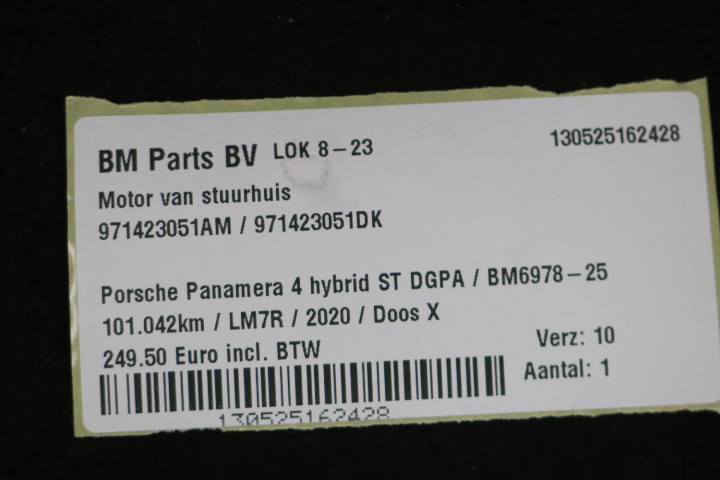 BM Parts BV LOK 8-23 130525162428
Motor van stuurhuis
971423051AM / 971423051DK
Porsche Panamera 4 hybrid ST DGPA / BM6978-25
101.042km / LM7R / 2020 / Doos X
249.50 Euro incl. BTW
Verz: 10
Aantal: 1
130525162428